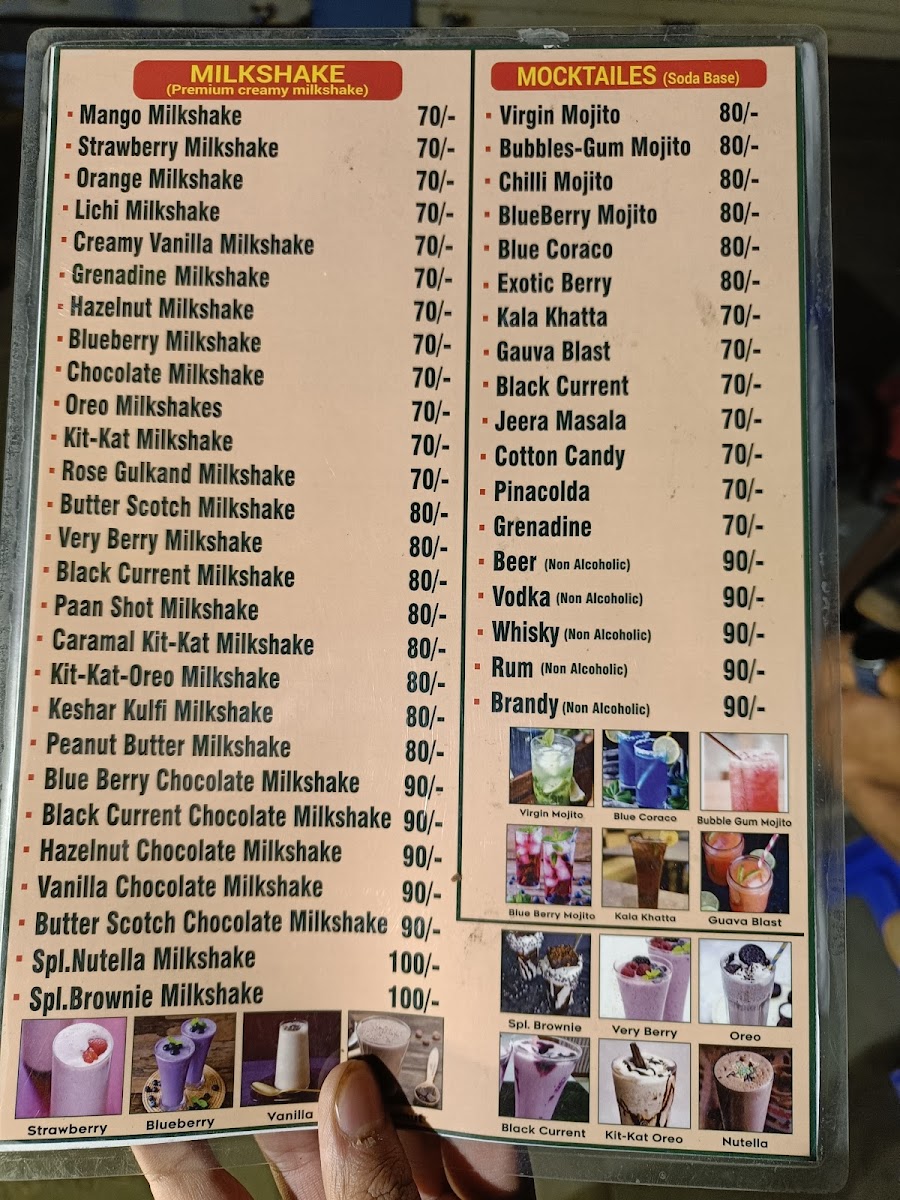 MILKSHAKE
(Premium creamy milkshake)
Mango Milkshake 70/-
Strawberry Milkshake 70/-
Orange Milkshake 70/-
Lichi Milkshake 70/-
Creamy Vanilla Milkshake 70/-
Grenadine Milkshake 70/-
Hazelnut Milkshake 70/-
Blueberry Milkshake 70/-
Chocolate Milkshake 70/-
Oreo Milkshakes 70/-
Kit-Kat Milkshake 70/-
Rose Gulkand Milkshake 70/-
Butter Scotch Milkshake 80/-
Very Berry Milkshake 80/-
Black Current Milkshake 80/-
Paan Shot Milkshake 80/-
Caramal Kit-Kat Milkshake 80/-
Kit-Kat-Oreo Milkshake 80/-
Keshar Kulfi Milkshake 80/-
Peanut Butter Milkshake 80/-
Blue Berry Chocolate Milkshake 90/-
Black Current Chocolate Milkshake 90/-
Hazelnut Chocolate Milkshake 90/-
Vanilla Chocolate Milkshake 90/-
Butter Scotch Chocolate Milkshake 90/-
Spl.Nutella Milkshake 100/-
Spl.Brownie Milkshake 100/-
Strawberry
Blueberry
Vanilla
MOCKTAILES (Soda Base)
Virgin Mojito 80/-
Bubbles-Gum Mojito 80/-
Chilli Mojito 80/-
BlueBerry Mojito 80/-
Blue Coraco 80/-
Exotic Berry 80/-
Kala Khatta 70/-
Gauva Blast 70/-
Black Current 70/-
Jeera Masala 70/-
Cotton Candy 70/-
Pinacolda 70/-
Grenadine 70/-
Beer (Non Alcoholic) 90/-
Vodka (Non Alcoholic) 90/-
Whisky (Non Alcoholic) 90/-
Rum (Non Alcoholic) 90/-
Brandy (Non Alcoholic) 90/-
Virgin Mojito
Blue Coraco
Bubble Gum Mojito
Blue Berry Mojito
Kala Khatta
Guava Blast
Spl. Brownie
Very Berry
Oreo
Black Current
Kit-Kat Oreo
Nutella